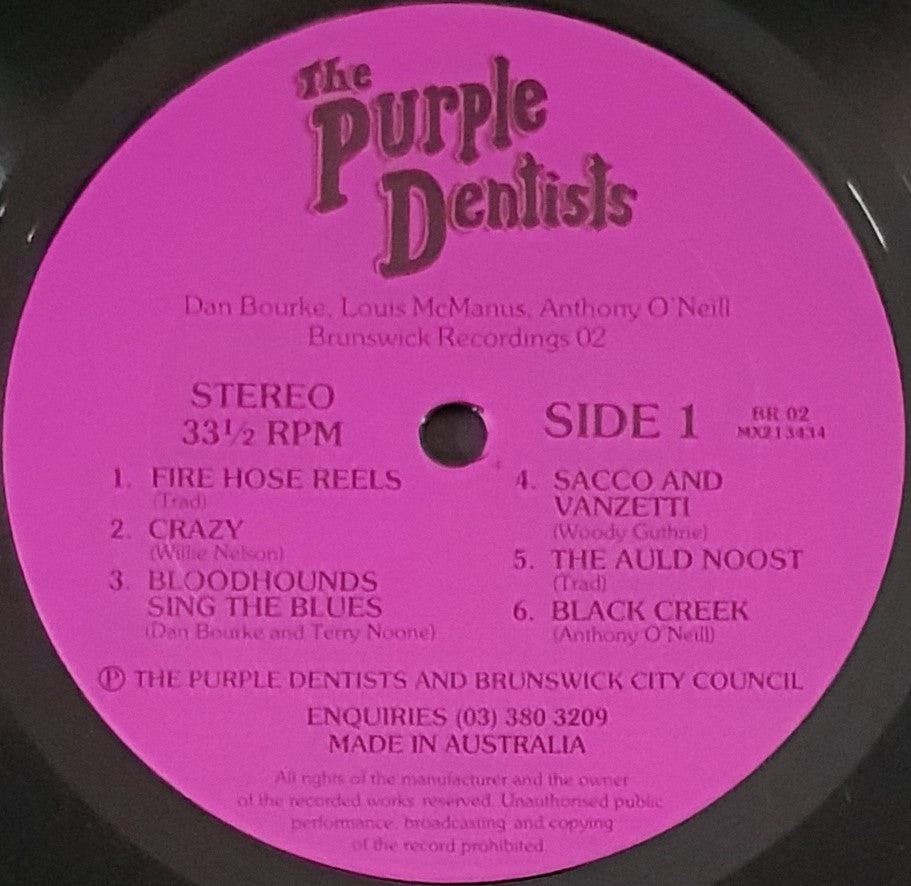 The
Purple
Dentists
Dan Bourke, Louis McManus, Anthony O'Neill
Brunswick Recordings 02
STEREO
33½ RPM
SIDE 1
BR 02
MX213434
1. FIRE HOSE REELS
(Trad)
2. CRAZY
(Willie Nelson)
3. BLOODHOUNDS
SING THE BLUES
(Dan Bourke and Terry Noone)
4. SACCO AND
VANZETTI
(Woody Guthrie)
5. THE AULD NOOST
(Trad)
6. BLACK CREEK
(Anthony O'Neill)
Ⓟ THE PURPLE DENTISTS AND BRUNSWICK CITY COUNCIL
ENQUIRIES (03) 380 3209
MADE IN AUSTRALIA
All rights of the manufacturer and the owner
of the recorded works reserved. Unauthorised public
performance, broadcasting and copying
of the record prohibited.